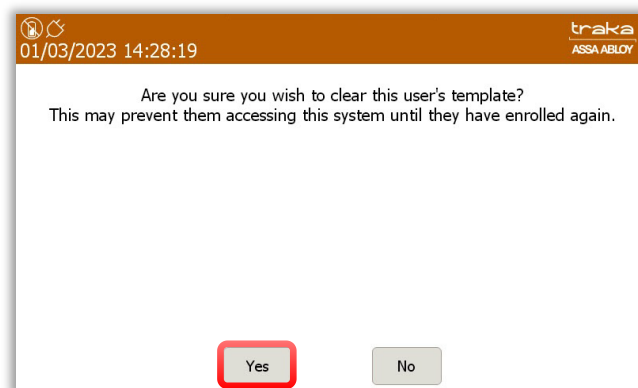 traka
01/03/2023 14:28:19
ASSA ABLOY
Are you sure you wish to clear this user's template?
This may prevent them accessing this system until they have enrolled again.
Yes
No